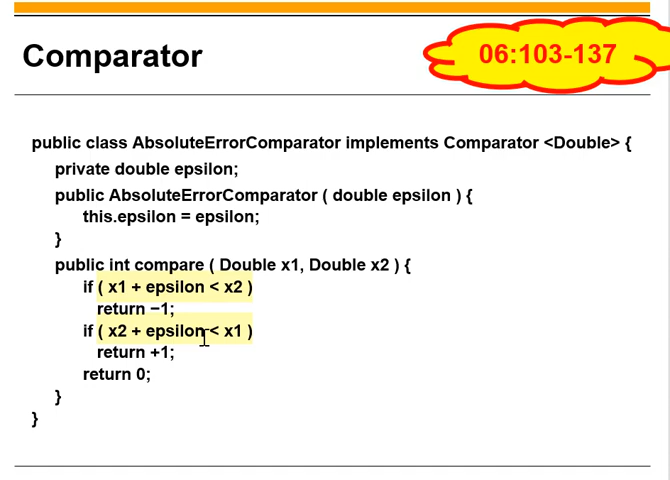 Comparator
06:103-137
public class AbsoluteErrorComparator implements Comparator <Double> {
private double epsilon;
public AbsoluteErrorComparator ( double epsilon ) {
this.epsilon = epsilon;
}
public int compare ( Double x1, Double x2 ) {
if ( x1 + epsilon < x2 )
return −1;
if ( x2 + epsilon < x1 )
return +1;
return 0;
}
}